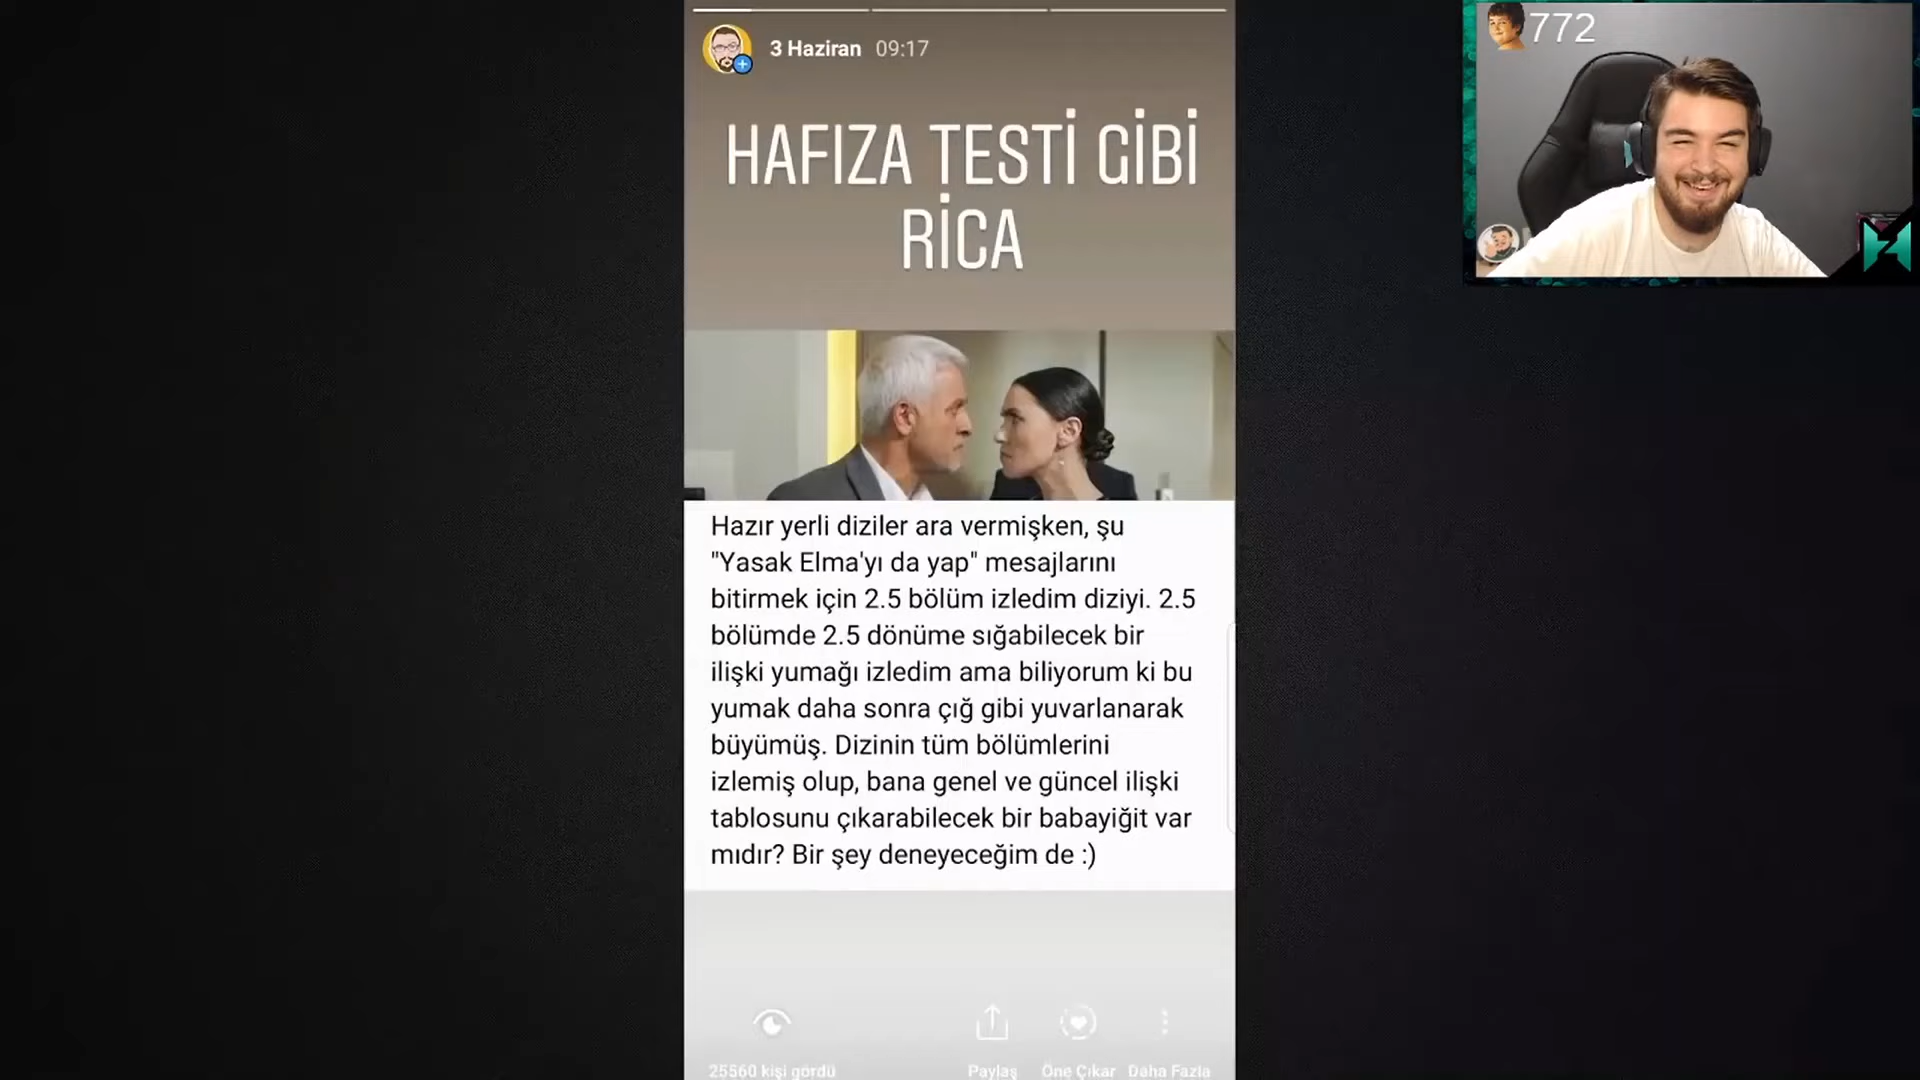 3 Haziran 09:17
772
HAFIZA TESTİ GİBİ
RİCA
Hazır yerli diziler ara vermişken, şu
"Yasak Elma'yı da yap" mesajlarını
bitirmek için 2.5 bölüm izledim diziyi. 2.5
bölümde 2.5 dönüme sığabilecek bir
ilişki yumağı izledim ama biliyorum ki bu
yumak daha sonra çığ gibi yuvarlanarak
büyümüş. Dizinin tüm bölümlerini
izlemiş olup, bana genel ve güncel ilişki
tablosunu çıkarabilecek bir babayiğit var
mıdır? Bir şey deneyeceğim de :)
25560 kişi gördü Paylaş Öne Çıkar Daha Fazla